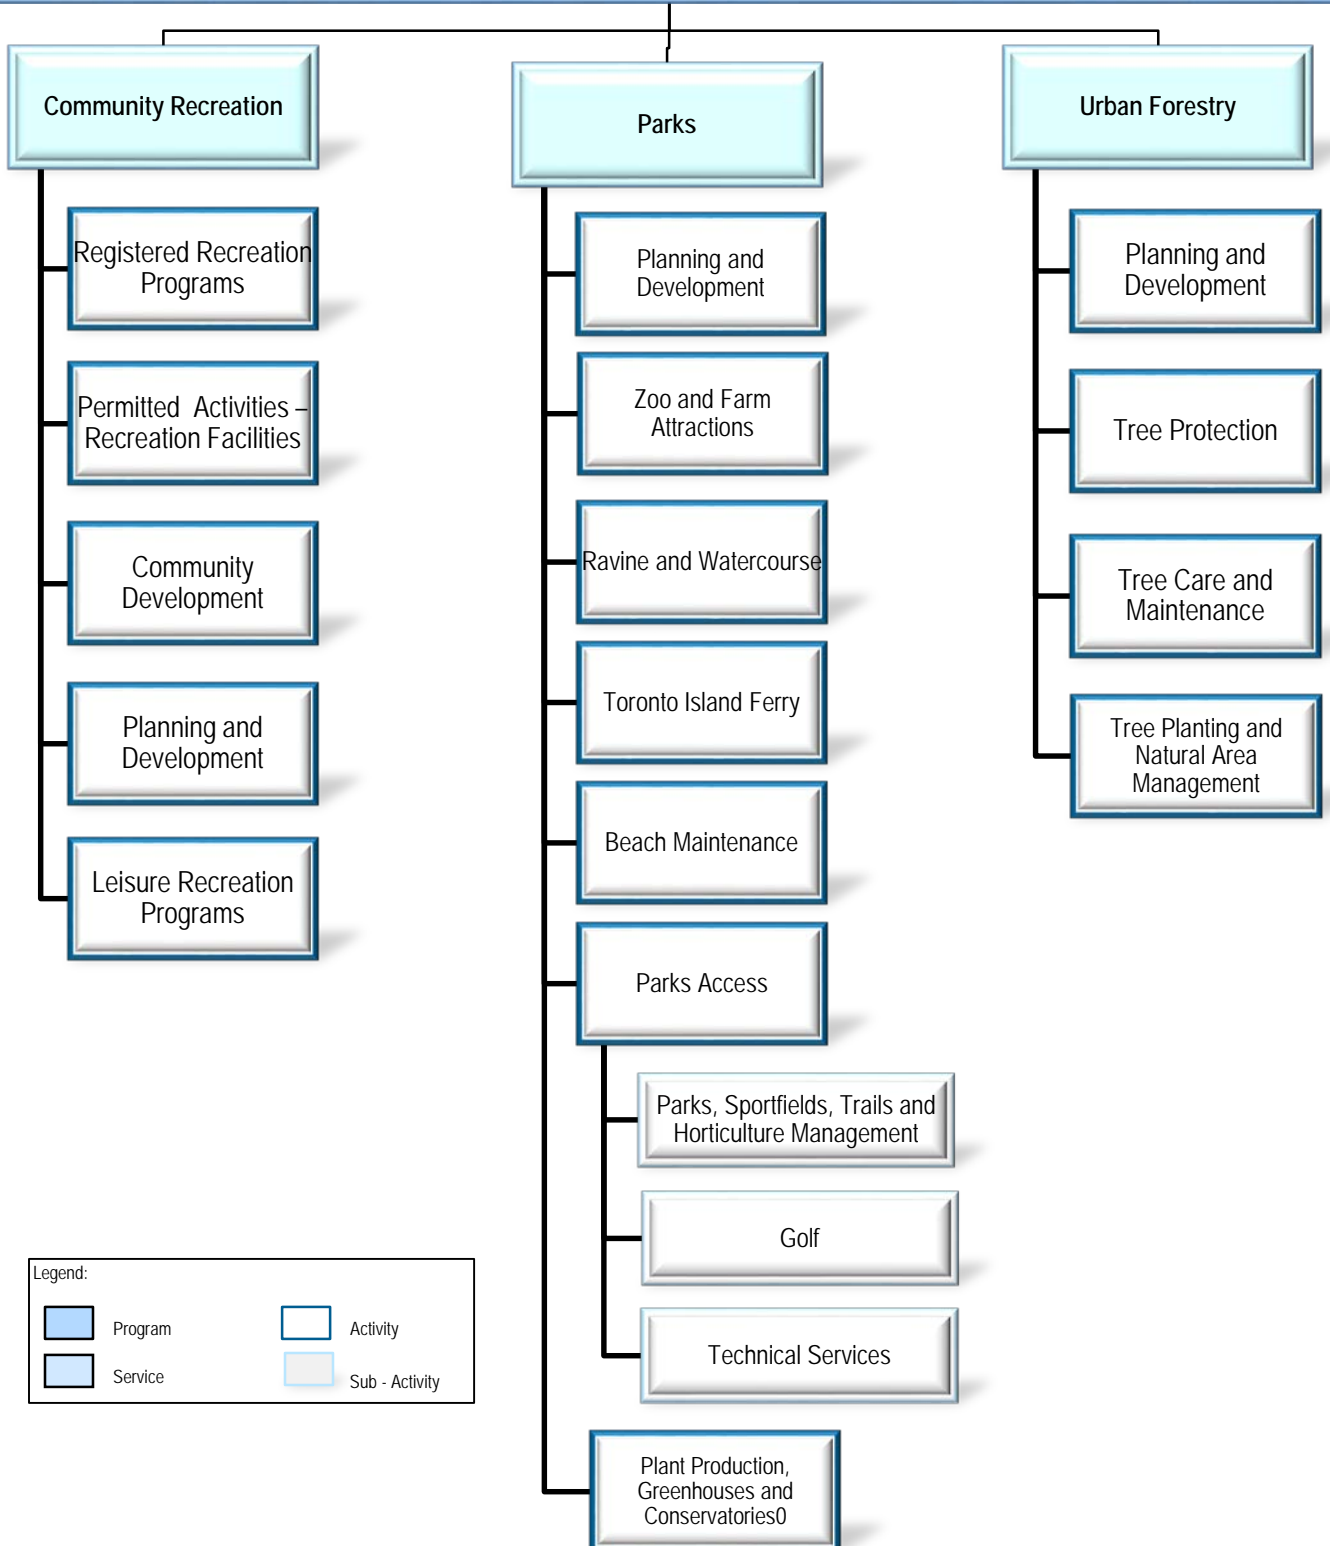 Community Recreation
Registered Recreation
Programs
Permitted Activities –
Recreation Facilities
Community
Development
Planning and
Development
Leisure Recreation
Programs
Parks
Planning and
Development
Zoo and Farm
Attractions
Ravine and Watercourse
Toronto Island Ferry
Beach Maintenance
Parks Access
Parks, Sportfields, Trails and
Horticulture Management
Golf
Technical Services
Plant Production,
Greenhouses and
Conservatories0
Urban Forestry
Planning and
Development
Tree Protection
Tree Care and
Maintenance
Tree Planting and
Natural Area
Management
Legend:
Program
Activity
Service
Sub - Activity